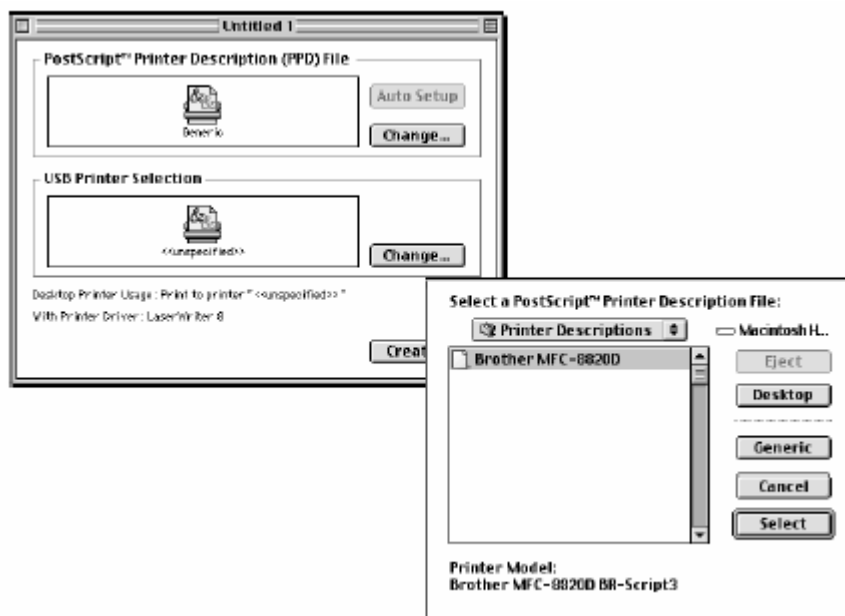 Untitled 1
PostScript™ Printer Description (PPD) File
Generic
Auto Setup
Change...
USB Printer Selection
<<unspecified>>
Change...
Desktop Printer Usage: Print to printer "<<unspecified>>"
With Printer Driver: LaserWriter 8
Creat
Select a PostScript™ Printer Description File:
Printer Descriptions
Macintosh H...
Brother MFC-8820D
Eject
Desktop
Generic
Cancel
Select
Printer Model:
Brother MFC-8820D BR-Script3